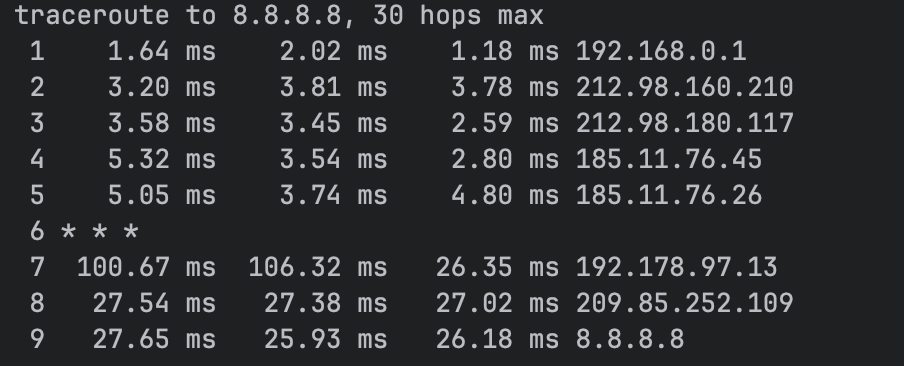 traceroute to 8.8.8.8, 30 hops max
1 1.64 ms 2.02 ms 1.18 ms 192.168.0.1
2 3.20 ms 3.81 ms 3.78 ms 212.98.160.210
3 3.58 ms 3.45 ms 2.59 ms 212.98.180.117
4 5.32 ms 3.54 ms 2.80 ms 185.11.76.45
5 5.05 ms 3.74 ms 4.80 ms 185.11.76.26
6 * * *
7 100.67 ms 106.32 ms 26.35 ms 192.178.97.13
8 27.54 ms 27.38 ms 27.02 ms 209.85.252.109
9 27.65 ms 25.93 ms 26.18 ms 8.8.8.8